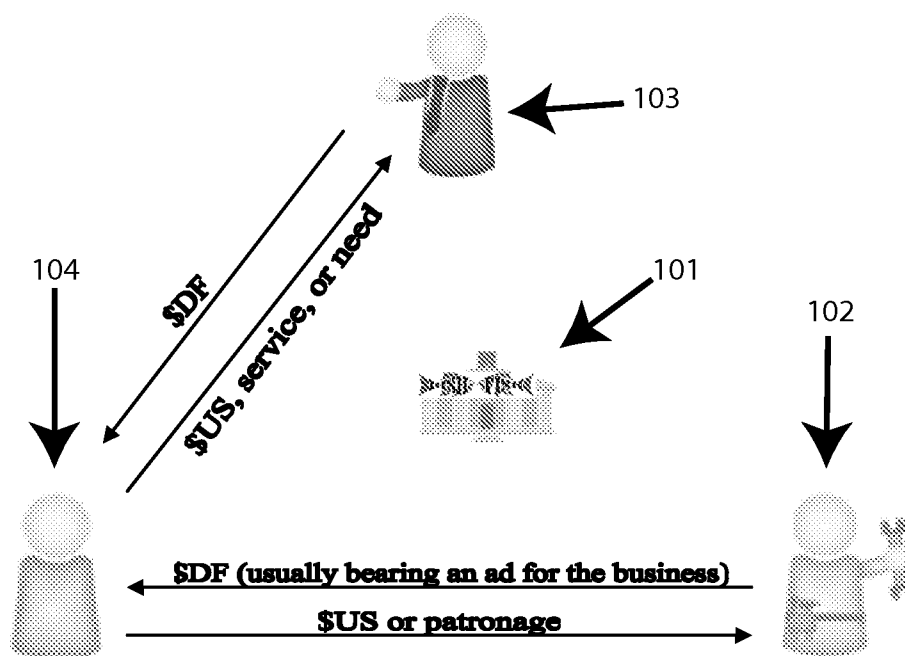 103
104
101
102
$DF
$US, service, or need
$DF (usually bearing an ad for the business)
$US or patronage